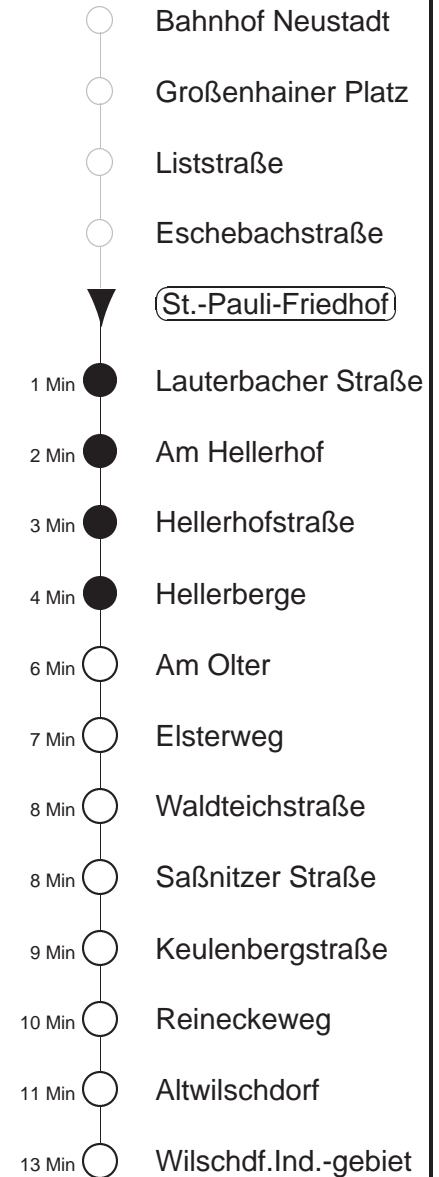 Bahnhof Neustadt
Großenhainer Platz
Liststraße
Eschebachstraße
St.-Pauli-Friedhof
1 Min Lauterbacher Straße
2 Min Am Hellerhof
3 Min Hellerhofstraße
4 Min Hellerberge
6 Min Am Olter
7 Min Elsterweg
8 Min Waldteichstraße
8 Min Saßnitzer Straße
9 Min Keulenbergstraße
10 Min Reineckeweg
11 Min Altwilschdorf
13 Min Wilschdf.Ind.-gebiet